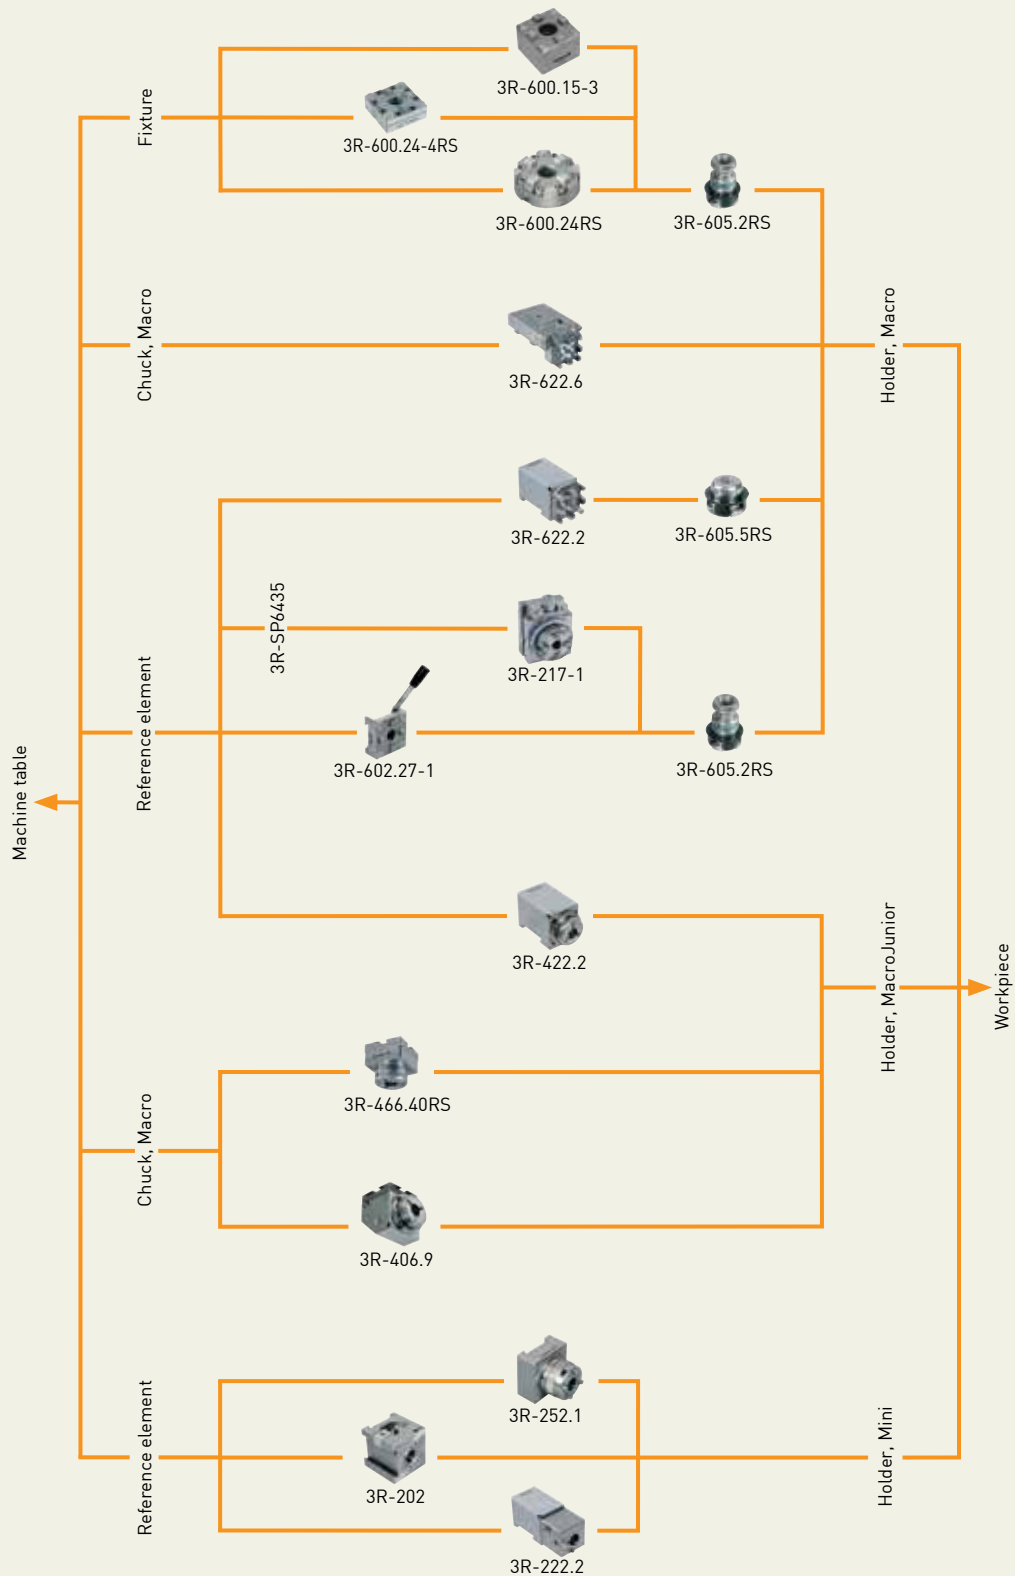 3R-600.15-3
Fixture
3R-600.24-4RS
3R-600.24RS
3R-605.2RS
Chuck, Macro
3R-622.6
Holder, Macro
3R-622.2
3R-605.5RS
3R-SP6435
3R-217-1
Reference element
3R-602.27-1
3R-605.2RS
Machine table
3R-422.2
Holder, MacroJunior
Workpiece
3R-466.40RS
Chuck, Macro
3R-406.9
3R-252.1
Reference element
3R-202
Holder, Mini
3R-222.2